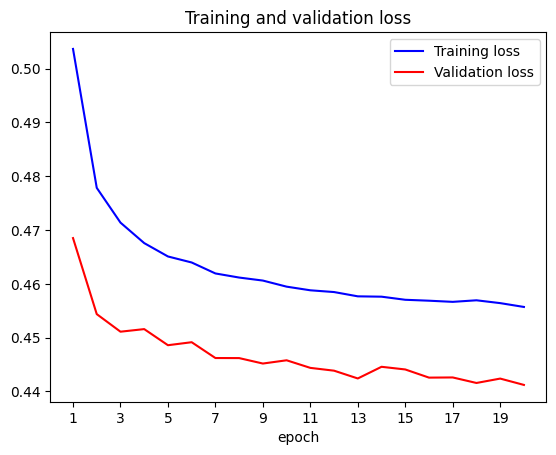 Training and validation loss
Training loss
Validation loss
0.50
0.49
0.48
0.47
0.46
0.45
0.44
1 3 5 7 9 11 13 15 17 19
epoch